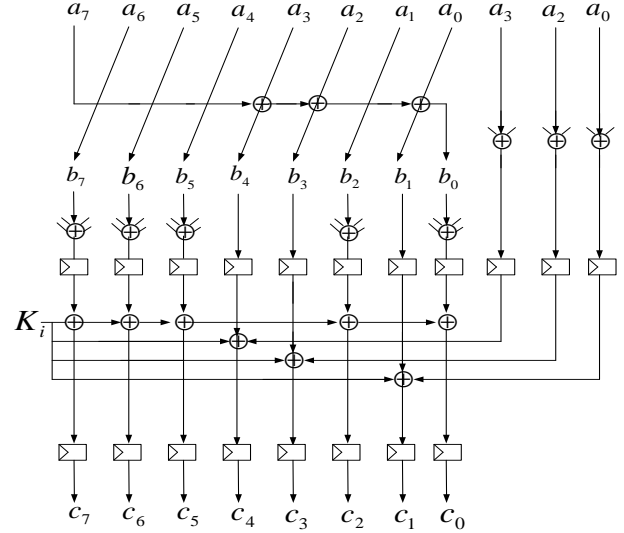 a₇ a₆ a₅ a₄ a₃ a₂ a₁ a₀ a₃ a₂ a₀
b₇ b₆ b₅ b₄ b₃ b₂ b₁ b₀
Kᵢ
c₇ c₆ c₅ c₄ c₃ c₂ c₁ c₀